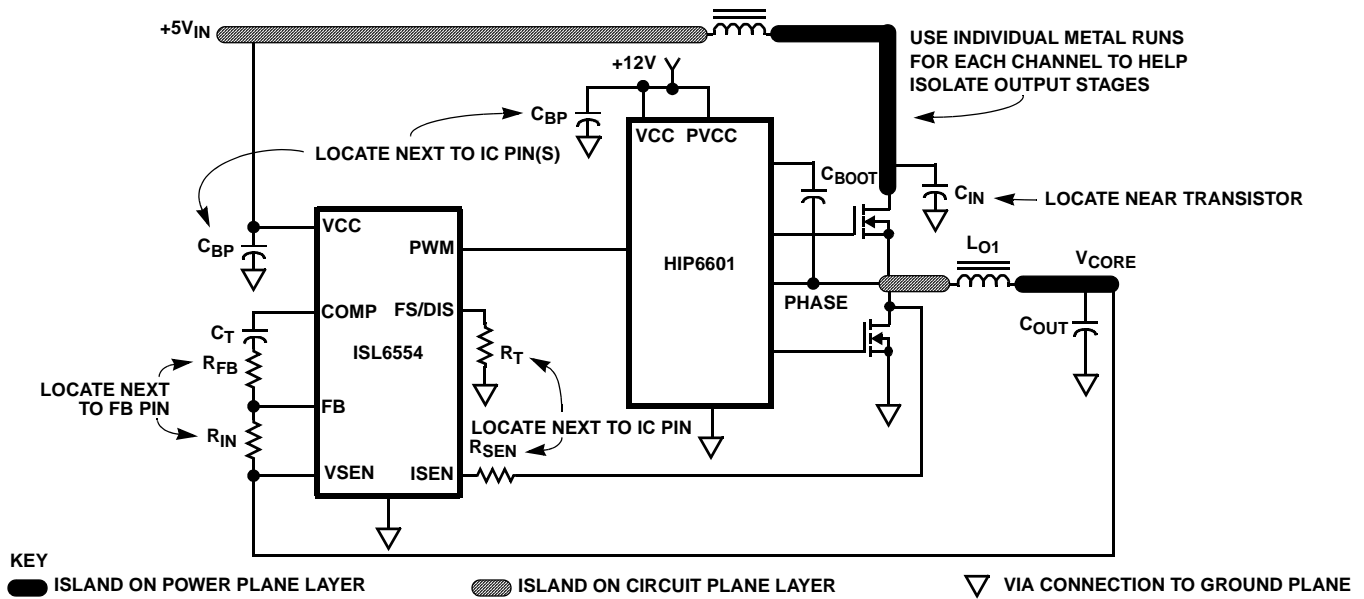 +5VIN
+12V
USE INDIVIDUAL METAL RUNS
FOR EACH CHANNEL TO HELP
ISOLATE OUTPUT STAGES
CBP
VCC PVCC
LOCATE NEXT TO IC PIN(S)
CBOOT
CIN
LOCATE NEAR TRANSISTOR
CBP
VCC
PWM
HIP6601
LO1
VCORE
PHASE
COMP
FS/DIS
CT
ISL6554
RT
COUT
RFB
LOCATE NEXT
TO FB PIN
FB
RIN
LOCATE NEXT TO IC PIN
RSEN
VSEN
ISEN
KEY
ISLAND ON POWER PLANE LAYER
ISLAND ON CIRCUIT PLANE LAYER
VIA CONNECTION TO GROUND PLANE